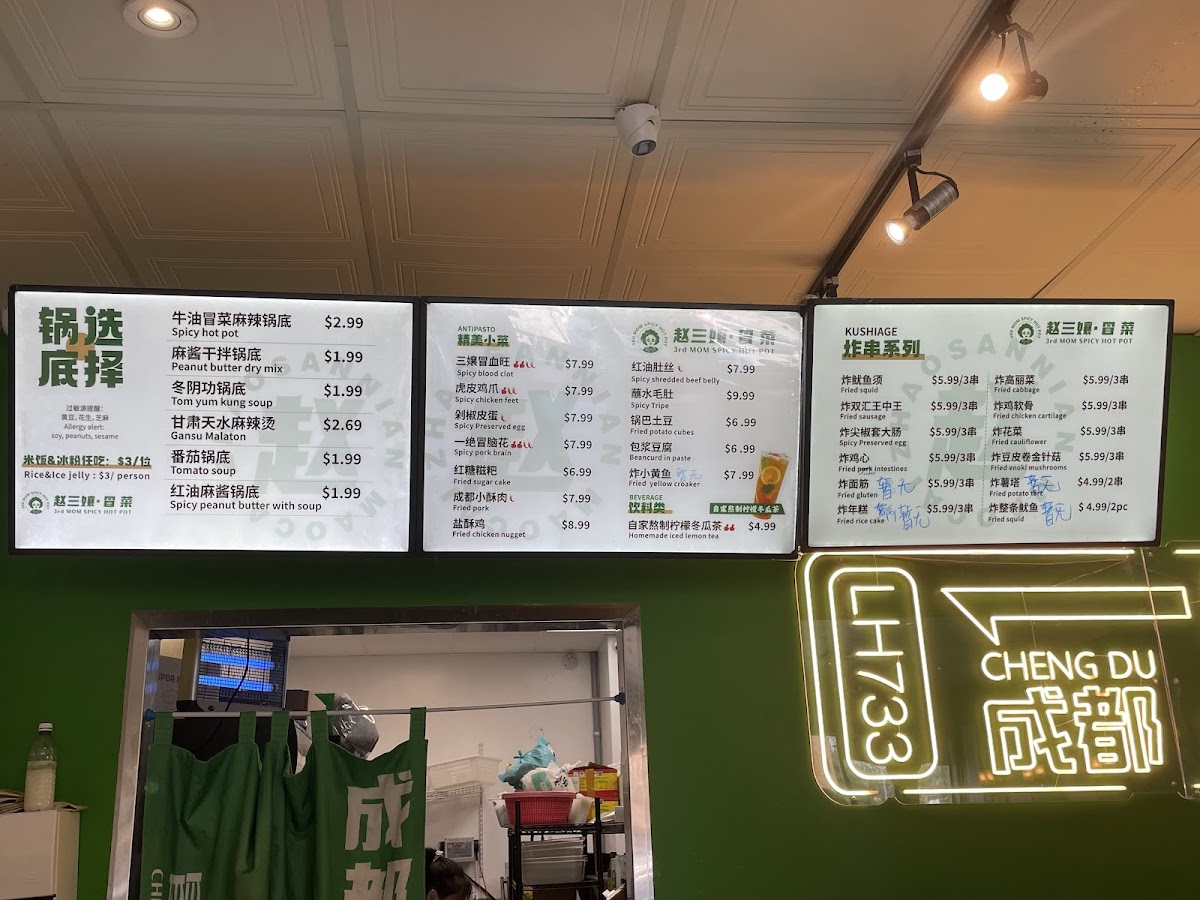 锅选
底择
过敏源提醒:
黄豆, 花生, 芝麻
Allergy alert:
soy, peanuts, sesame
米饭&冰粉任吃: $3/位
Rice&Ice jelly : $3/ person
赵三孃·冒菜
3rd MOM SPICY HOT POT
牛油冒菜麻辣锅底 $2.99
Spicy hot pot
麻酱干拌锅底 $1.99
Peanut butter dry mix
冬阴功锅底 $1.99
Tom yum kung soup
甘肃天水麻辣烫 $2.69
Gansu Malaton
番茄锅底 $1.99
Tomato soup
红油麻酱锅底 $1.99
Spicy peanut butter with soup
ANTIPASTO
精美小菜
赵三孃·冒菜
3rd MOM SPICY HOT POT
三孃冒血旺 $7.99
Spicy blood clot
虎皮鸡爪 $7.99
Spicy chicken feet
剁椒皮蛋 $7.99
Spicy Preserved egg
一绝冒脑花 $7.99
Spicy pork brain
红糖糍粑 $6.99
Fried sugar cake
成都小酥肉 $7.99
Fried pork
盐酥鸡 $8.99
Fried chicken nugget
红油肚丝 $7.99
Spicy shredded beef belly
蘸水毛肚 $9.99
Spicy Tripe
锅巴土豆 $6.99
Fried potato cubes
包浆豆腐 $6.99
Beancurd in paste
炸小黄鱼 暂无 $7.99
Fried yellow croaker
BEVERAGE
饮料类
自家熬制柠檬冬瓜茶
自家熬制柠檬冬瓜茶 $4.99
Homemade iced lemon tea
KUSHIAGE
炸串系列
赵三孃·冒菜
3rd MOM SPICY HOT POT
炸鱿鱼须 $5.99/3串
Fried squid
炸双汇王中王 $5.99/3串
Fried sausage
炸尖椒套大肠 $5.99/3串
Spicy Preserved egg
炸鸡心 $5.99/3串
Fried pork intestines
炸面筋 暂无 $5.99/3串
Fried gluten
炸年糕 暂无 $5.99/3串
Fried rice cake
炸高丽菜 $5.99/3串
Fried cabbage
炸鸡软骨 $5.99/3串
Fried chicken cartilage
炸花菜 $5.99/3串
Fried cauliflower
炸豆皮卷金针菇 $5.99/3串
Fried enoki mushrooms
炸薯塔 暂无 $4.99/2串
Fried potato tart
炸整条鱿鱼 暂无 $4.99/2pc
Fried squid
LH733
CHENG DU
成都
成都